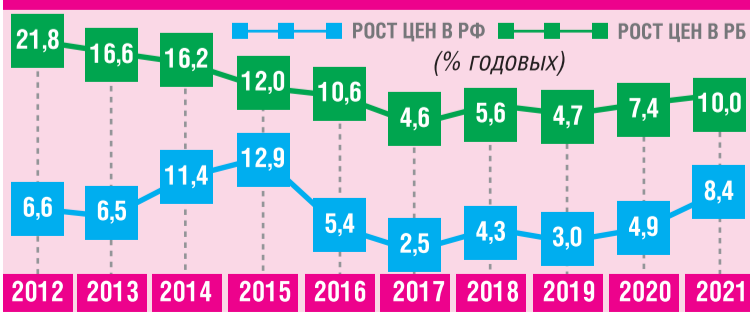 РОСТ ЦЕН В РФ РОСТ ЦЕН В РБ
(% годовых)
21,8 16,6 16,2 12,0 10,6 4,6 5,6 4,7 7,4 10,0
6,6 6,5 11,4 12,9 5,4 2,5 4,3 3,0 4,9 8,4
2012 2013 2014 2015 2016 2017 2018 2019 2020 2021